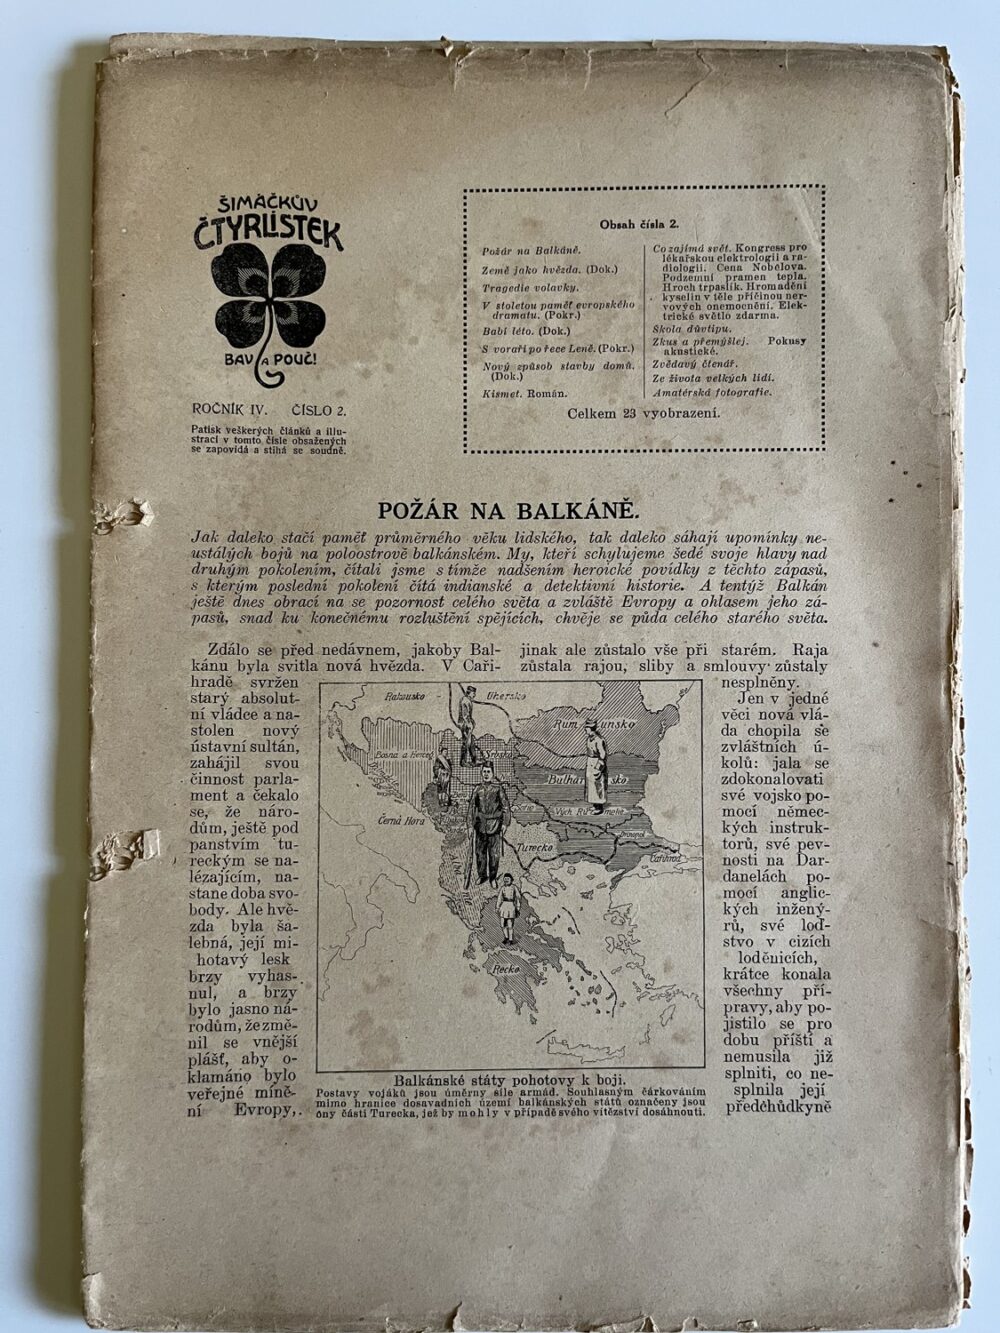 ŠIMÁČKŮV
ČTYRLÍSTEK
BAV A POUČ!
ROČNÍK IV. ČÍSLO 2.
Patisk veškerých článků a illu-
strací v tomto čísle obsažených
se zapovídá a stíhá se soudně.
Obsah čísla 2.
Požár na Balkáně.
Země jako hvězda. (Dok.)
Tragedie volavky.
V stoletou paměť evropského
dramatu. (Pokr.)
Babí léto. (Dok.)
S voraři po řece Leně. (Pokr.)
Nový způsob stavby domů.
(Dok.)
Kismet. Román.
Co zajímá svět. Kongress pro
lékařskou elektrologii a ra-
diologii. Cena Nobelova.
Podzemní pramen tepla.
Hroch trpaslík. Hromadění
kyselin v těle příčinou ner-
vových onemocnění. Elek-
trické světlo zdarma.
Škola důvtipu.
Zkus a přemýšlej. Pokusy
akustické.
Zvědavý čtenář.
Ze života velkých lidí.
Amatérská fotografie.
Celkem 23 vyobrazení.
POŽÁR NA BALKÁNĚ.
Jak daleko stačí paměť průměrného věku lidského, tak daleko sáhají upomínky ne-
ustálých bojů na poloostrově balkánském. My, kteří schylujeme šedé svoje hlavy nad
druhým pokolením, čítali jsme s tímže nadšením heroické povídky z těchto zápasů,
s kterým poslední pokolení čítá indianské a detektivní historie. A tentýž Balkán
ještě dnes obrací na se pozornost celého světa a zvláště Evropy a ohlasem jeho zá-
pasů, snad ku konečnému rozluštění spějících, chvěje se půda celého starého světa.
Zdálo se před nedávnem, jakoby Bal-
kánu byla svitla nová hvězda. V Caři-
hradě svržen
starý absolut-
ní vládce a na-
stolen nový
ústavní sultán,
zahájil svou
činnost parla-
ment a čekalo
se, že náro-
dům, ještě pod
panstvím tu-
reckým se na-
lézajícím, na-
stane doba svo-
body. Ale hvě-
zda byla ša-
lebná, její mi-
hotavý lesk
brzy vyhas-
nul, a brzy
bylo jasno ná-
rodům, že změ-
nil se vnější
plášť, aby o-
klamáno bylo
veřejné míně-
ní Evropy,
jinak ale zůstalo vše při starém. Raja
zůstala rajou, sliby a smlouvy zůstaly
nesplněny.
Jen v jedné
věci nová vlá-
da chopila se
zvláštních ú-
kolů: jala se
zdokonalovati
své vojsko po-
mocí němec-
kých instruk-
torů, své pev-
nosti na Dar-
danelách po-
mocí anglic-
kých inžený-
rů, své loď-
stvo v cizích
loděnicích,
krátce konala
všechny pří-
pravy, aby po-
jistilo se pro
dobu příští a
nemusila již
splniti, co ne-
splnila její
předchůdkyně
Rakousko - Uhersko
Rumunsko
Bosna a Herceg.
Srbsko
Bulharsko
Černá Hora
Turecko
Cařihrad
Řecko
Balkánské státy pohotovy k boji.
Postavy vojáků jsou úměrny síle armád. Souhlasným čárkováním
mimo hranice dosavadních území balkánských států označeny jsou
ony části Turecka, jež by mohly v případě svého vítězství dosáhnouti.